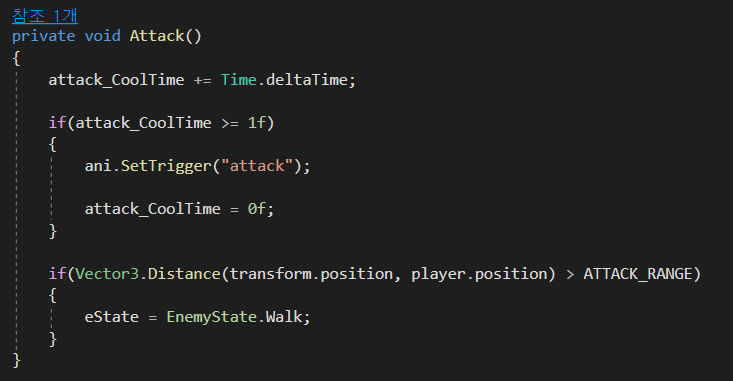 참조 1개
private void Attack()
{
    attack_CoolTime += Time.deltaTime;

    if(attack_CoolTime >= 1f)
    {
        ani.SetTrigger("attack");

        attack_CoolTime = 0f;
    }

    if(Vector3.Distance(transform.position, player.position) > ATTACK_RANGE)
    {
        eState = EnemyState.Walk;
    }
}